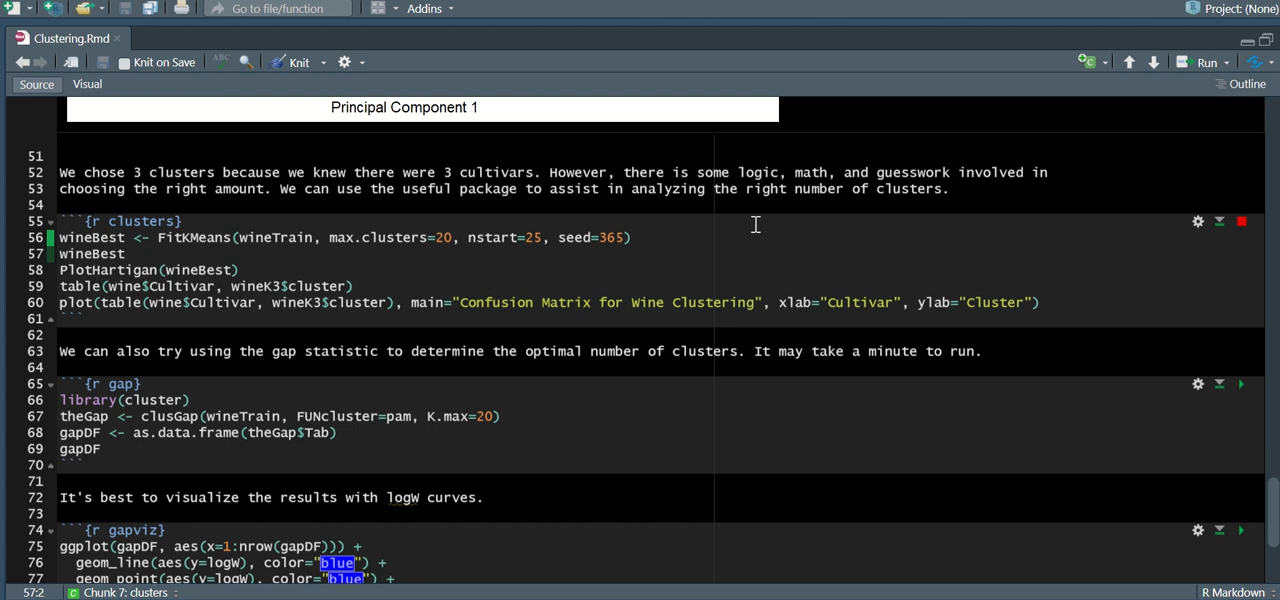 Go to file/function
Addins
Project: (None)
Clustering.Rmd
Knit on Save
ABC
Knit
Run
Source
Visual
Outline
Principal Component 1
51
52 We chose 3 clusters because we knew there were 3 cultivars. However, there is some logic, math, and guesswork involved in
53 choosing the right amount. We can use the useful package to assist in analyzing the right number of clusters.
54
55 ```{r clusters}
56 wineBest <- FitKMeans(wineTrain, max.clusters=20, nstart=25, seed=365)
57 wineBest
58 PlotHartigan(wineBest)
59 table(wine$Cultivar, wineK3$cluster)
60 plot(table(wine$Cultivar, wineK3$cluster), main="Confusion Matrix for Wine Clustering", xlab="Cultivar", ylab="Cluster")
61 ```
62
63 We can also try using the gap statistic to determine the optimal number of clusters. It may take a minute to run.
64
65 ```{r gap}
66 library(cluster)
67 theGap <- clusGap(wineTrain, FUNcluster=pam, K.max=20)
68 gapDF <- as.data.frame(theGap$Tab)
69 gapDF
70 ```
71
72 It's best to visualize the results with logW curves.
73
74 ```{r gapviz}
75 ggplot(gapDF, aes(x=1:nrow(gapDF))) +
76 geom_line(aes(y=logW), color="blue") +
77 geom_point(aes(y=logW), color="blue") +
57:2
C Chunk 7: clusters
R Markdown